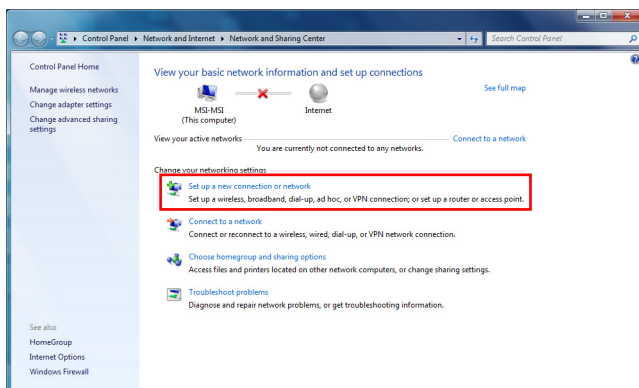 Control Panel ▸ Network and Internet ▸ Network and Sharing Center
Search Control Panel
Control Panel Home
Manage wireless networks
Change adapter settings
Change advanced sharing
settings
View your basic network information and set up connections
See full map
MSI-MSI
(This computer)
Internet
View your active networks
Connect to a network
You are currently not connected to any networks.
Change your networking settings
Set up a new connection or network
Set up a wireless, broadband, dial-up, ad hoc, or VPN connection; or set up a router or access point.
Connect to a network
Connect or reconnect to a wireless, wired, dial-up, or VPN network connection.
Choose homegroup and sharing options
Access files and printers located on other network computers, or change sharing settings.
Troubleshoot problems
Diagnose and repair network problems, or get troubleshooting information.
See also
HomeGroup
Internet Options
Windows Firewall